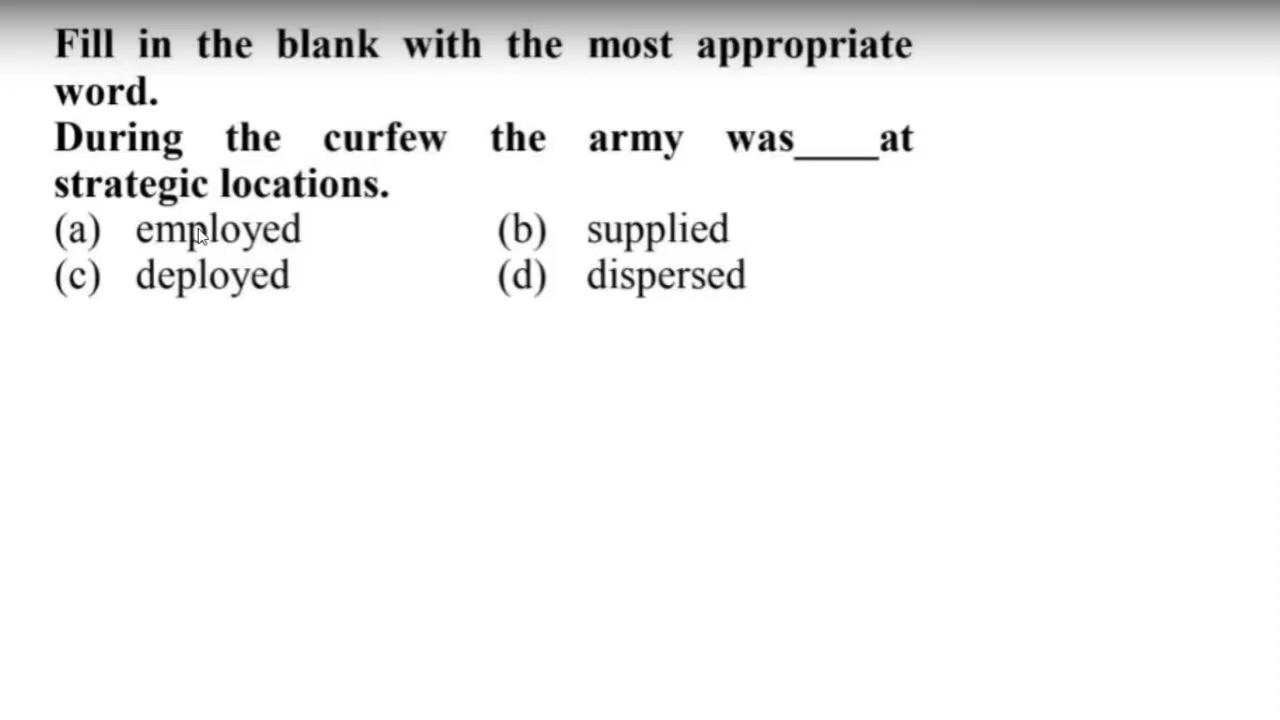 Fill in the blank with the most appropriate
word.
During the curfew the army was____at
strategic locations.
(a) employed (b) supplied
(c) deployed (d) dispersed